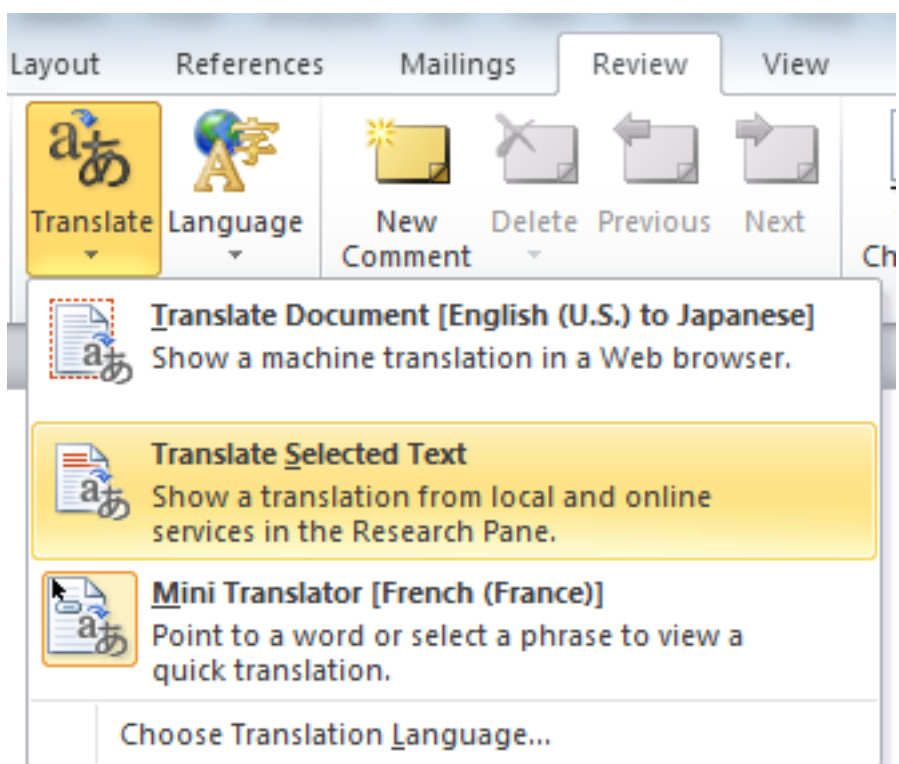 Layout References Mailings Review View
Translate Language New Comment Delete Previous Next Ch
Translate Document [English (U.S.) to Japanese]
Show a machine translation in a Web browser.
Translate Selected Text
Show a translation from local and online
services in the Research Pane.
Mini Translator [French (France)]
Point to a word or select a phrase to view a
quick translation.
Choose Translation Language...